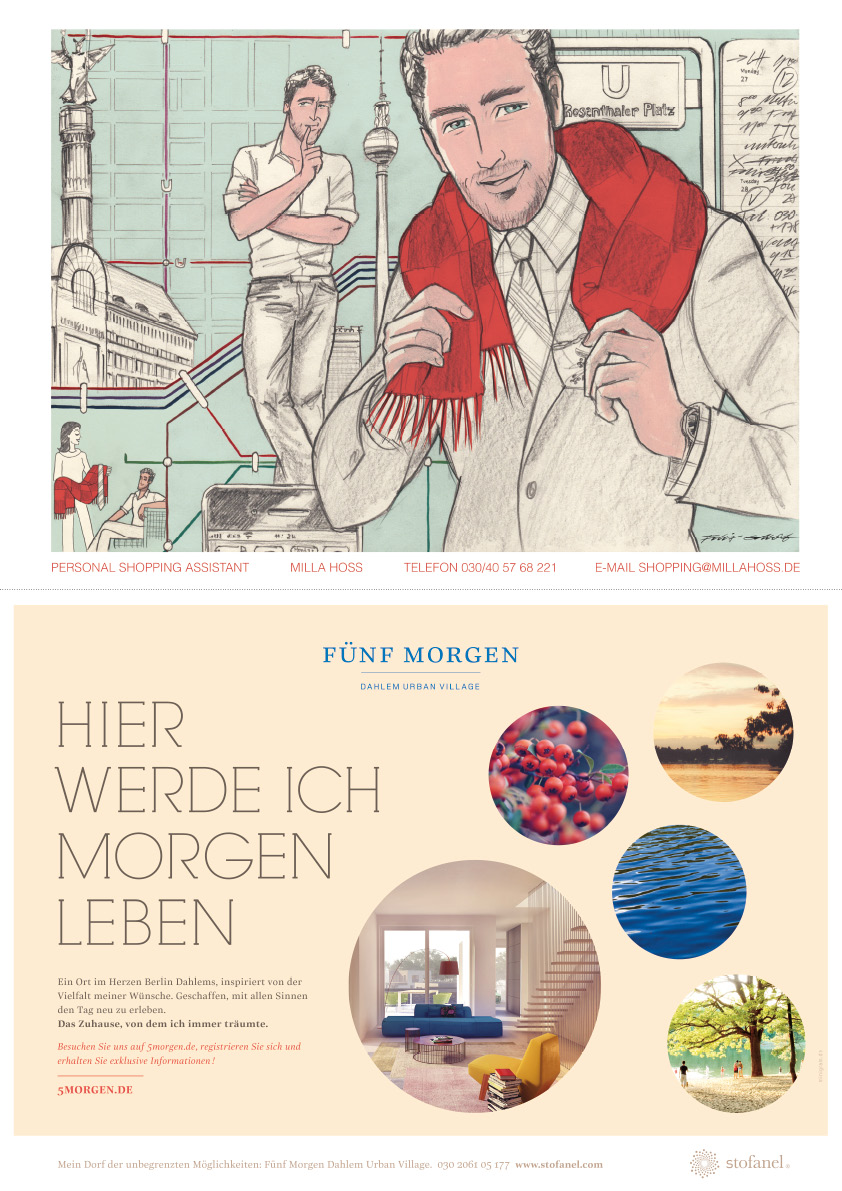 U
Rosenthaler Platz
Monday
27
Tuesday
28
PERSONAL SHOPPING ASSISTANT MILLA HOSS TELEFON 030/40 57 68 221 E-MAIL SHOPPING@MILLAHOSS.DE
FÜNF MORGEN
DAHLEM URBAN VILLAGE
HIER
WERDE ICH
MORGEN
LEBEN
Ein Ort im Herzen Berlin Dahlems, inspiriert von der
Vielfalt meiner Wünsche. Geschaffen, mit allen Sinnen
den Tag neu zu erleben.
Das Zuhause, von dem ich immer träumte.
Besuchen Sie uns auf 5morgen.de, registrieren Sie sich und
erhalten Sie exklusive Informationen!
5MORGEN.DE
Mein Dorf der unbegrenzten Möglichkeiten: Fünf Morgen Dahlem Urban Village. 030 2061 05 177 www.stofanel.com
stofanel